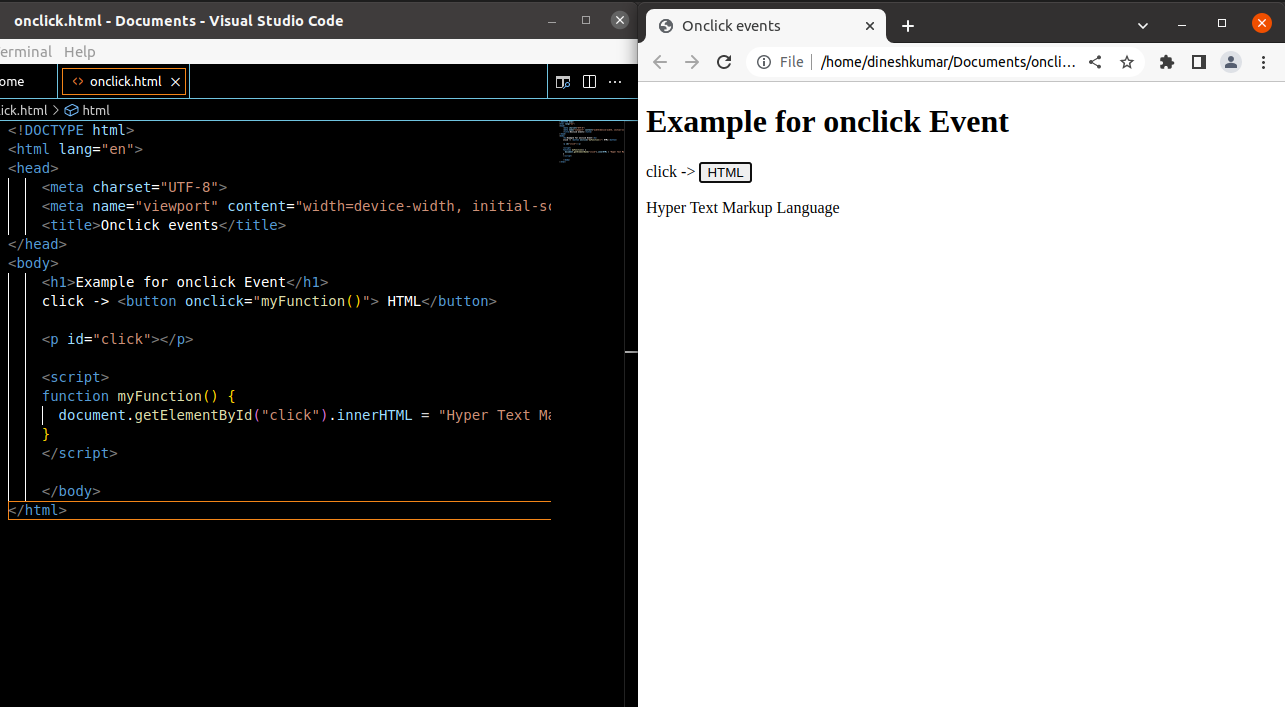 onclick.html - Documents - Visual Studio Code
erminal Help
ome
onclick.html
ick.html > html
<!DOCTYPE html>
<html lang="en">
<head>
<meta charset="UTF-8">
<meta name="viewport" content="width=device-width, initial-sc
<title>Onclick events</title>
</head>
<body>
<h1>Example for onclick Event</h1>
click -> <button onclick="myFunction()"> HTML</button>
<p id="click"></p>
<script>
function myFunction() {
document.getElementById("click").innerHTML = "Hyper Text Ma
}
</script>
</body>
</html>
Onclick events
File /home/dineshkumar/Documents/oncli...
Example for onclick Event
click -> HTML
Hyper Text Markup Language